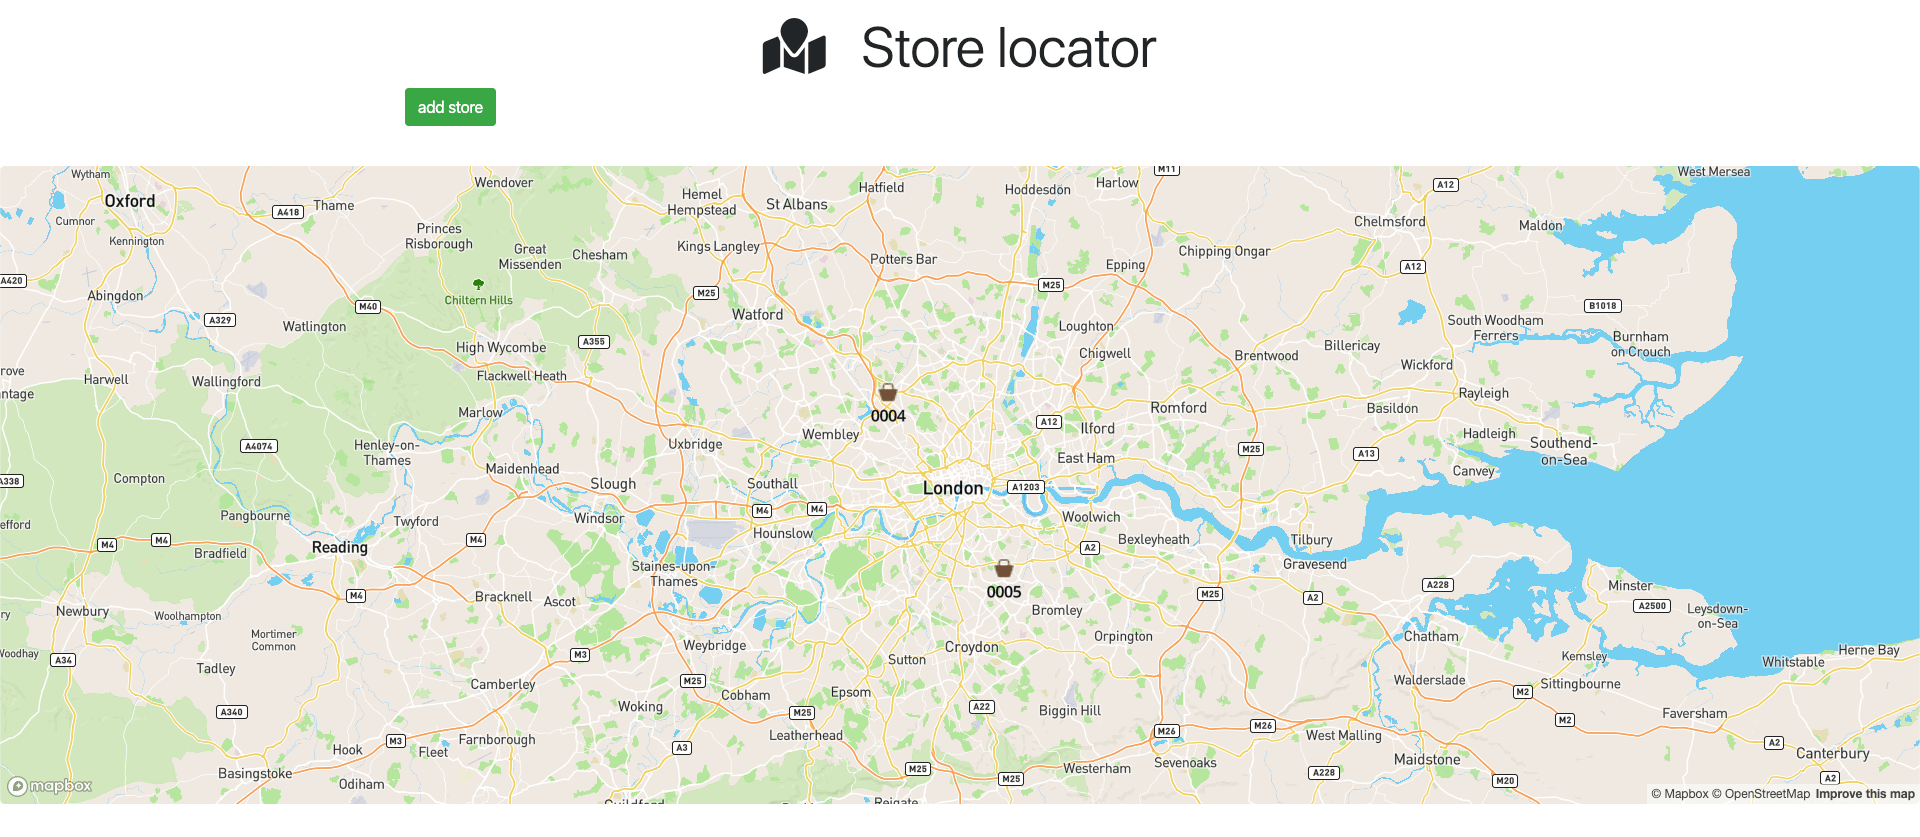 Store locator
add store
Wytham
Wendover
Hemel
Hempstead
Hatfield
Hoddesdon
Harlow
M11
A12
West Mersea
Oxford
A418
Thame
St Albans
Cumnor
Kennington
Princes
Risborough
Great
Missenden
Chesham
Kings Langley
Potters Bar
Epping
Chipping Ongar
Chelmsford
Maldon
A420
Abingdon
Chiltern Hills
M25
M25
A12
B1018
A329
Watlington
M40
Watford
Loughton
South Woodham
Ferrers
Burnham
on Crouch
High Wycombe
A355
Chigwell
Brentwood
Billericay
Wickford
Harwell
Wallingford
Flackwell Heath
Rayleigh
Marlow
0004
A12
Romford
Basildon
A4074
Henley-on-
Thames
Uxbridge
Wembley
Ilford
M25
A13
Hadleigh
Southend-
on-Sea
A338
Compton
Maidenhead
Slough
Southall
London
A1203
East Ham
Canvey
Pangbourne
Twyford
Windsor
M4
M4
Hounslow
Woolwich
Bexleyheath
Tilbury
M4
M4
Bradfield
Reading
M4
Staines-upon-
Thames
A2
Gravesend
0005
Newbury
Woolhampton
M4
Bracknell
Ascot
Bromley
M25
A2
A228
Minster
A2500
Leysdown-
on-Sea
A34
Mortimer
Common
Tadley
M3
Weybridge
Sutton
Croydon
Orpington
Chatham
Kemsley
Whitstable
Herne Bay
Camberley
M25
Cobham
Epsom
Walderslade
M2
Sittingbourne
A340
Woking
M25
A22
Biggin Hill
M26
M26
M2
Faversham
Hook
M3
Fleet
Farnborough
A3
Leatherhead
West Malling
A2
Canterbury
Basingstoke
Odiham
Guildford
M25
M25
Westerham
Sevenoaks
A228
Maidstone
M20
A2
Reigate
mapbox
© Mapbox © OpenStreetMap Improve this map